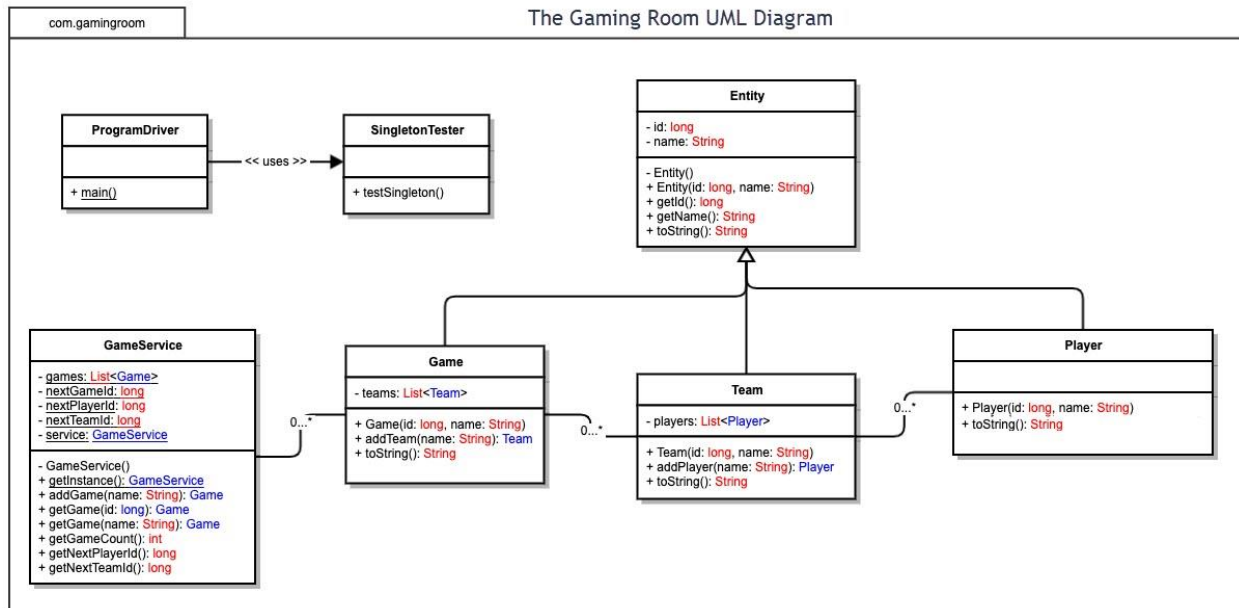 com.gamingroom
The Gaming Room UML Diagram
ProgramDriver
+ main()
<< uses >>
SingletonTester
+ testSingleton()
Entity
- id: long
- name: String
- Entity()
+ Entity(id: long, name: String)
+ getId(): long
+ getName(): String
+ toString(): String
GameService
- games: List<Game>
- nextGameId: long
- nextPlayerId: long
- nextTeamId: long
- service: GameService
- GameService()
+ getInstance(): GameService
+ addGame(name: String): Game
+ getGame(id: long): Game
+ getGame(name: String): Game
+ getGameCount(): int
+ getNextPlayerId(): long
+ getNextTeamId(): long
0...*
Game
- teams: List<Team>
+ Game(id: long, name: String)
+ addTeam(name: String): Team
+ toString(): String
0...*
Team
- players: List<Player>
+ Team(id: long, name: String)
+ addPlayer(name: String): Player
+ toString(): String
0...*
Player
+ Player(id: long, name: String)
+ toString(): String